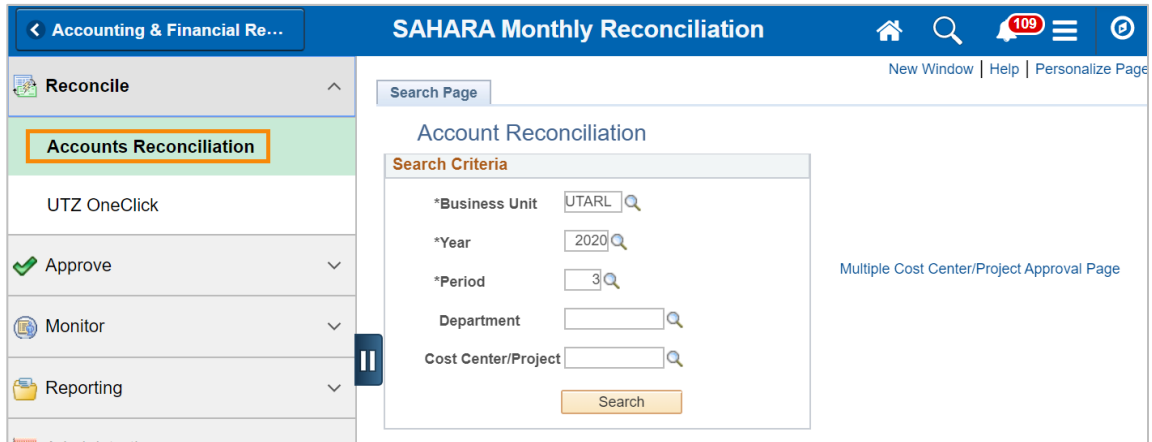 Accounting & Financial Re...
SAHARA Monthly Reconciliation
109
New Window | Help | Personalize Page
Reconcile
Accounts Reconciliation
UTZ OneClick
Approve
Monitor
Reporting
Search Page
Account Reconciliation
Search Criteria
*Business Unit UTARL
*Year 2020
*Period 3
Department
Cost Center/Project
Search
Multiple Cost Center/Project Approval Page